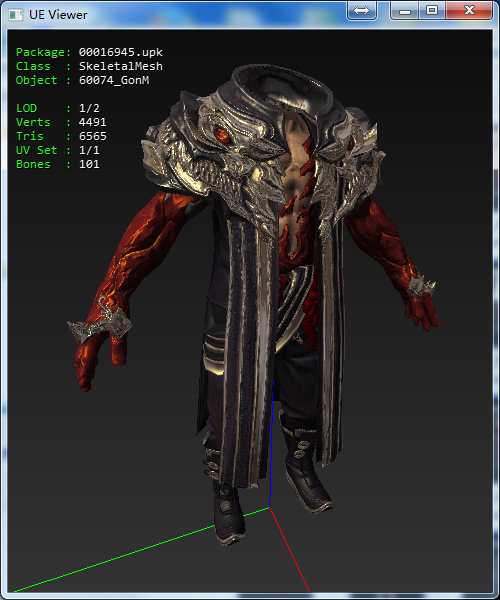 UE Viewer
Package: 00016945.upk
Class : SkeletalMesh
Object : 60074_GonM
LOD : 1/2
Verts : 4491
Tris : 6565
UV Set : 1/1
Bones : 101